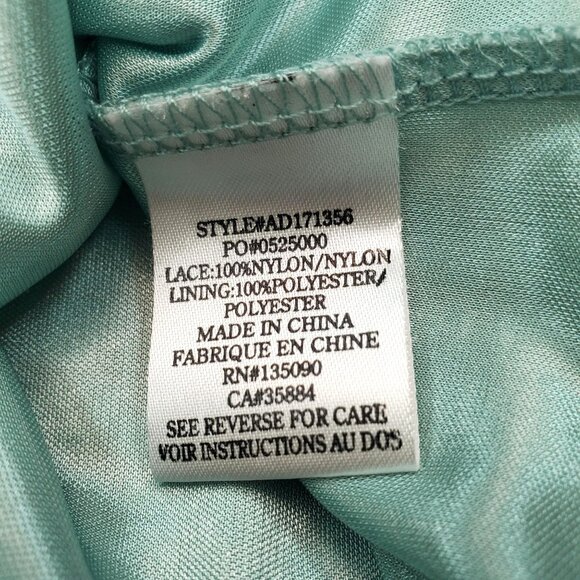 STYLE#AD171356
PO#0525000
LACE:100%NYLON/NYLON
LINING:100%POLYESTER/
POLYESTER
MADE IN CHINA
FABRIQUE EN CHINE
RN#135090
CA#35884
SEE REVERSE FOR CARE
VOIR INSTRUCTIONS AU DOS